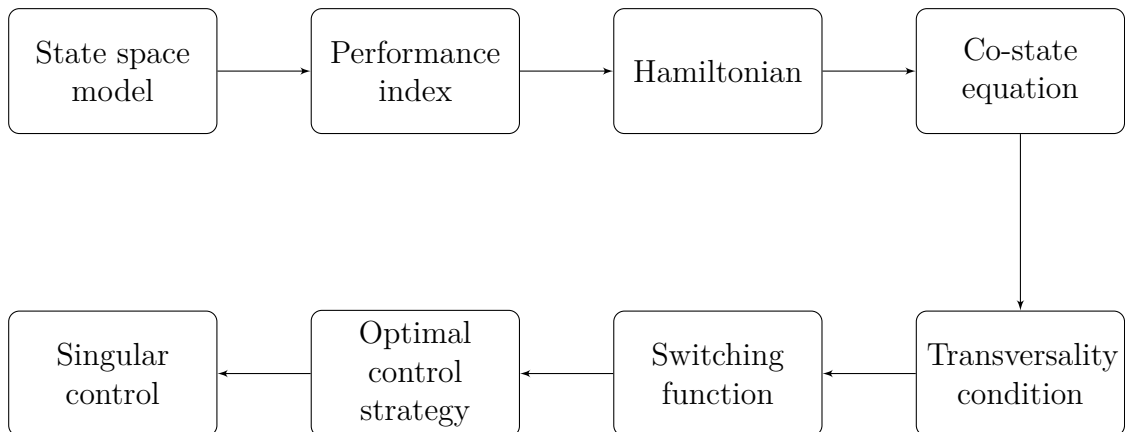 State space
model
Performance
index
Hamiltonian
Co-state
equation
Singular
control
Optimal
control
strategy
Switching
function
Transversality
condition